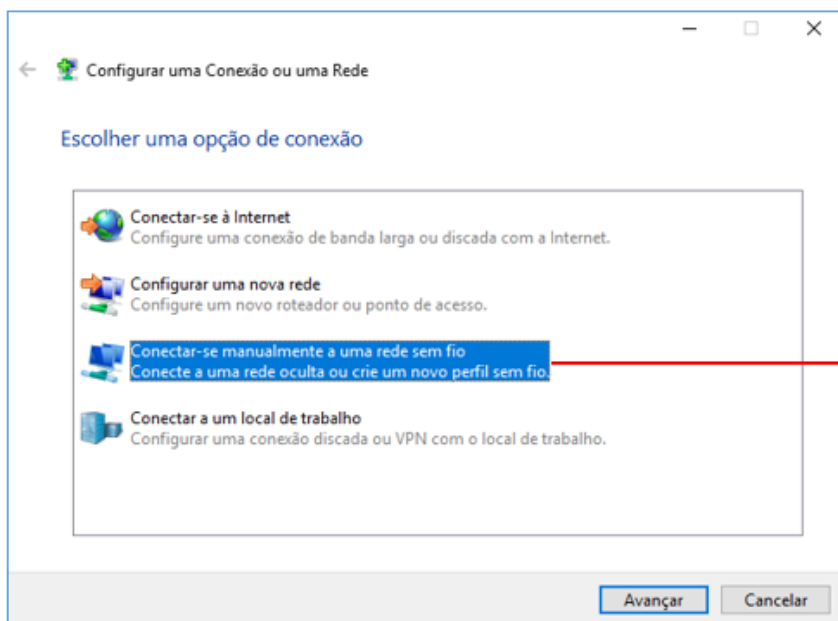 Configurar uma Conexão ou uma Rede
Escolher uma opção de conexão
Conectar-se à Internet
Configure uma conexão de banda larga ou discada com a Internet.
Configurar uma nova rede
Configure um novo roteador ou ponto de acesso.
Conectar-se manualmente a uma rede sem fio
Conecte a uma rede oculta ou crie um novo perfil sem fio.
Conectar a um local de trabalho
Configurar uma conexão discada ou VPN com o local de trabalho.
Avançar
Cancelar